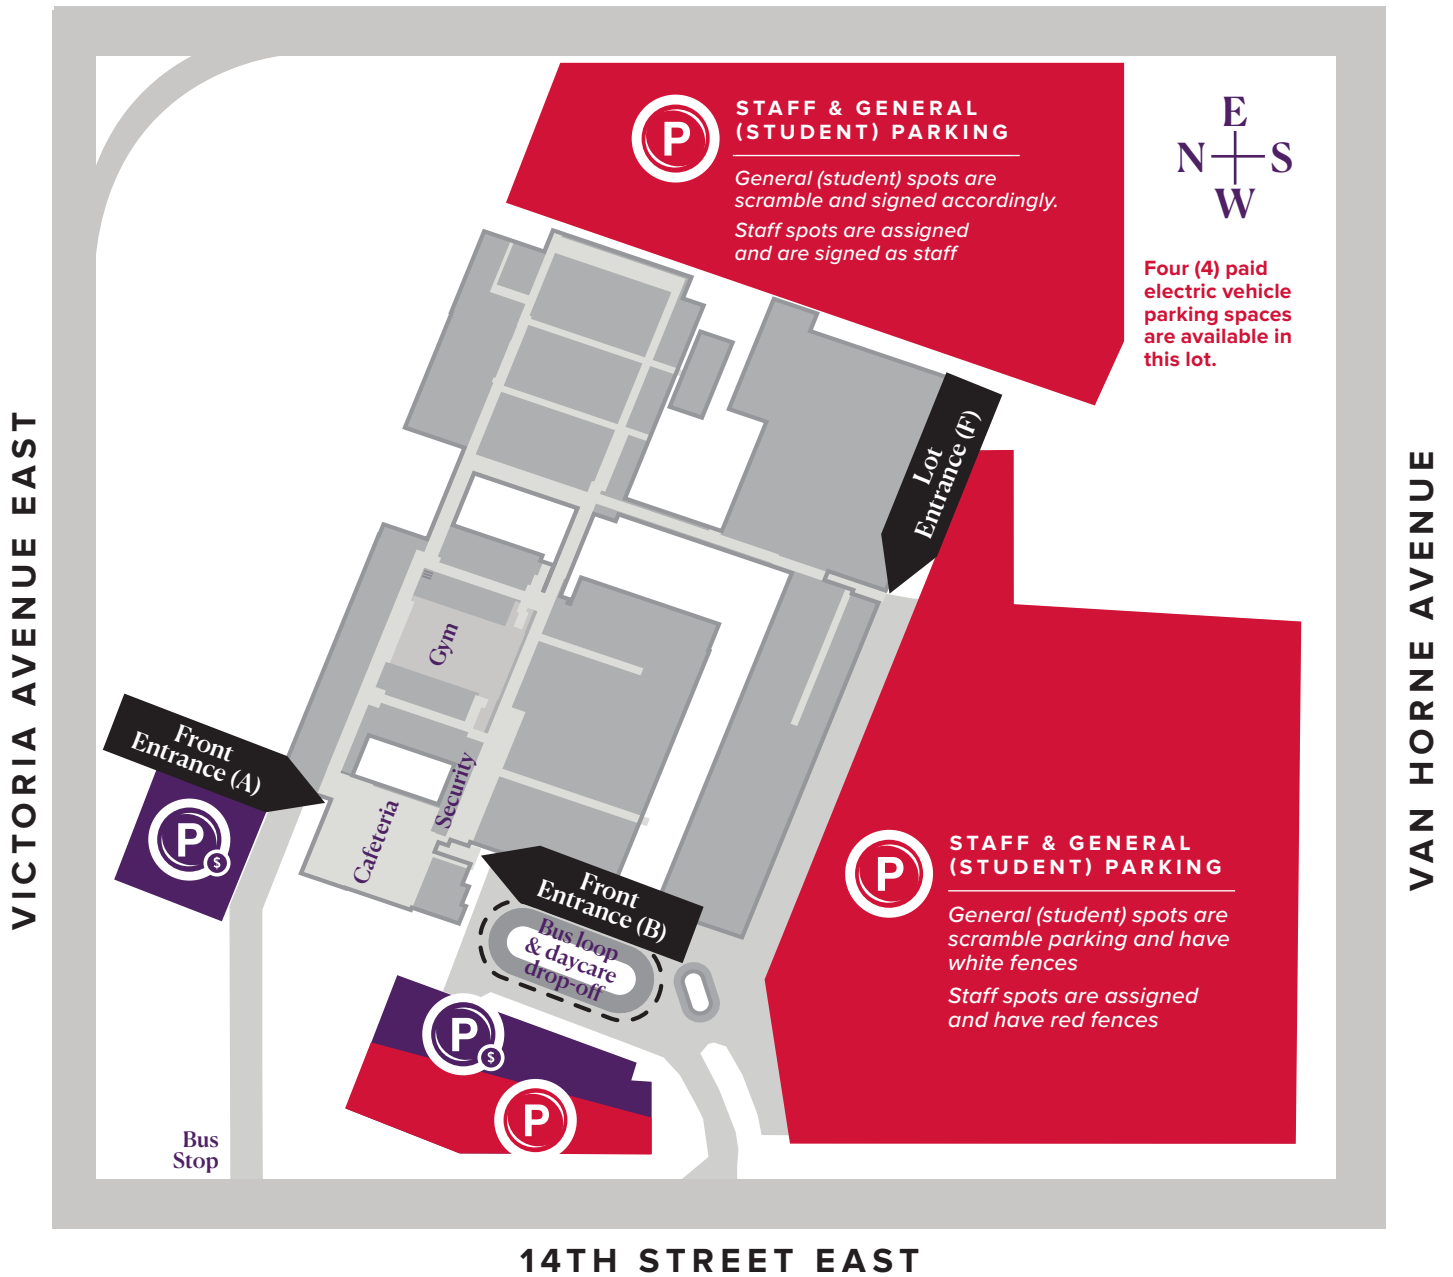 P
STAFF & GENERAL
(STUDENT) PARKING
General (student) spots are
scramble and signed accordingly.
Staff spots are assigned
and are signed as staff
E
N S
W
Four (4) paid
electric vehicle
parking spaces
are available in
this lot.
VICTORIA AVENUE EAST
VAN HORNE AVENUE
Lot
Entrance (F)
Gym
Front
Entrance (A)
P
$
Security
Cafeteria
Front
Entrance (B)
Bus loop
& daycare
drop-off
P
STAFF & GENERAL
(STUDENT) PARKING
General (student) spots are
scramble parking and have
white fences
Staff spots are assigned
and have red fences
P
$
P
Bus
Stop
14TH STREET EAST